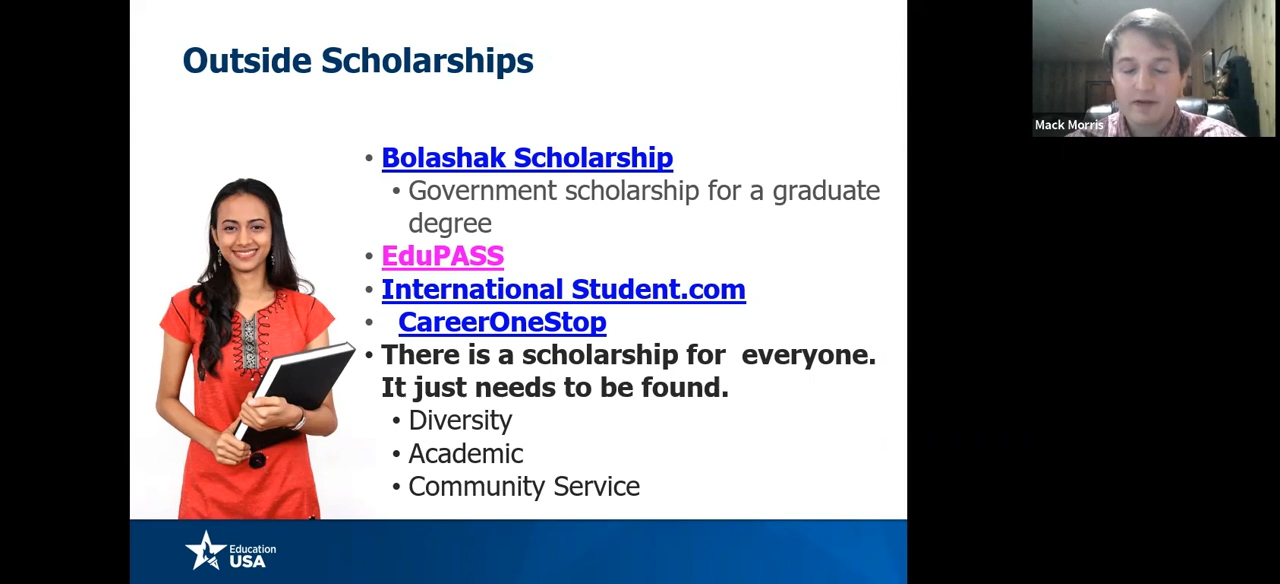 Outside Scholarships
• Bolashak Scholarship
• Government scholarship for a graduate
degree
• EduPASS
• International Student.com
• CareerOneStop
• There is a scholarship for everyone.
It just needs to be found.
• Diversity
• Academic
• Community Service
Education
USA
Mack Morris